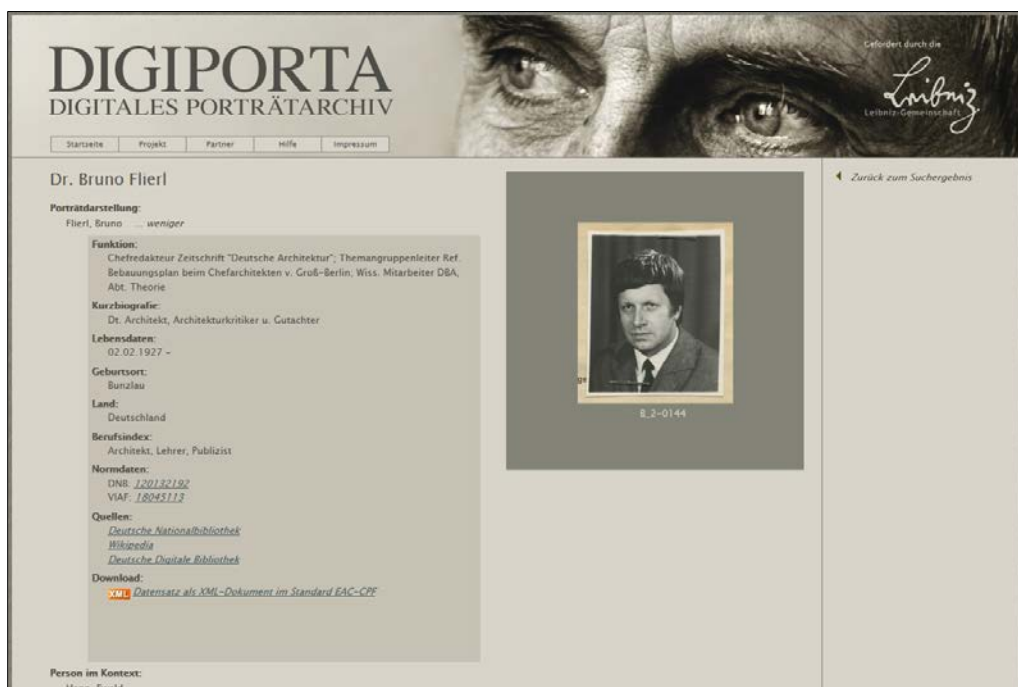 DIGIPORTA
DIGITALES PORTRÄTARCHIV
Gefördert durch die
Leibniz
Leibniz-Gemeinschaft
Startseite
Projekt
Partner
Hilfe
Impressum
Dr. Bruno Flierl
Zurück zum Suchergebnis
Porträtdarstellung:
Flierl, Bruno ... weniger
Funktion:
Chefredakteur Zeitschrift "Deutsche Architektur"; Themangruppenleiter Ref.
Bebauungsplan beim Chefarchitekten v. Groß-Berlin; Wiss. Mitarbeiter DBA,
Abt. Theorie
Kurzbiografie:
Dt. Architekt, Architekturkritiker u. Gutachter
Lebensdaten:
02.02.1927 –
Geburtsort:
Bunzlau
Land:
Deutschland
Berufsindex:
Architekt, Lehrer, Publizist
Normdaten:
DNB: 120132192
VIAF: 18045113
Quellen:
Deutsche Nationalbibliothek
Wikipedia
Deutsche Digitale Bibliothek
Download:
XML Datensatz als XML-Dokument im Standard EAC-CPF
ge
B_2-0144
Person im Kontext: